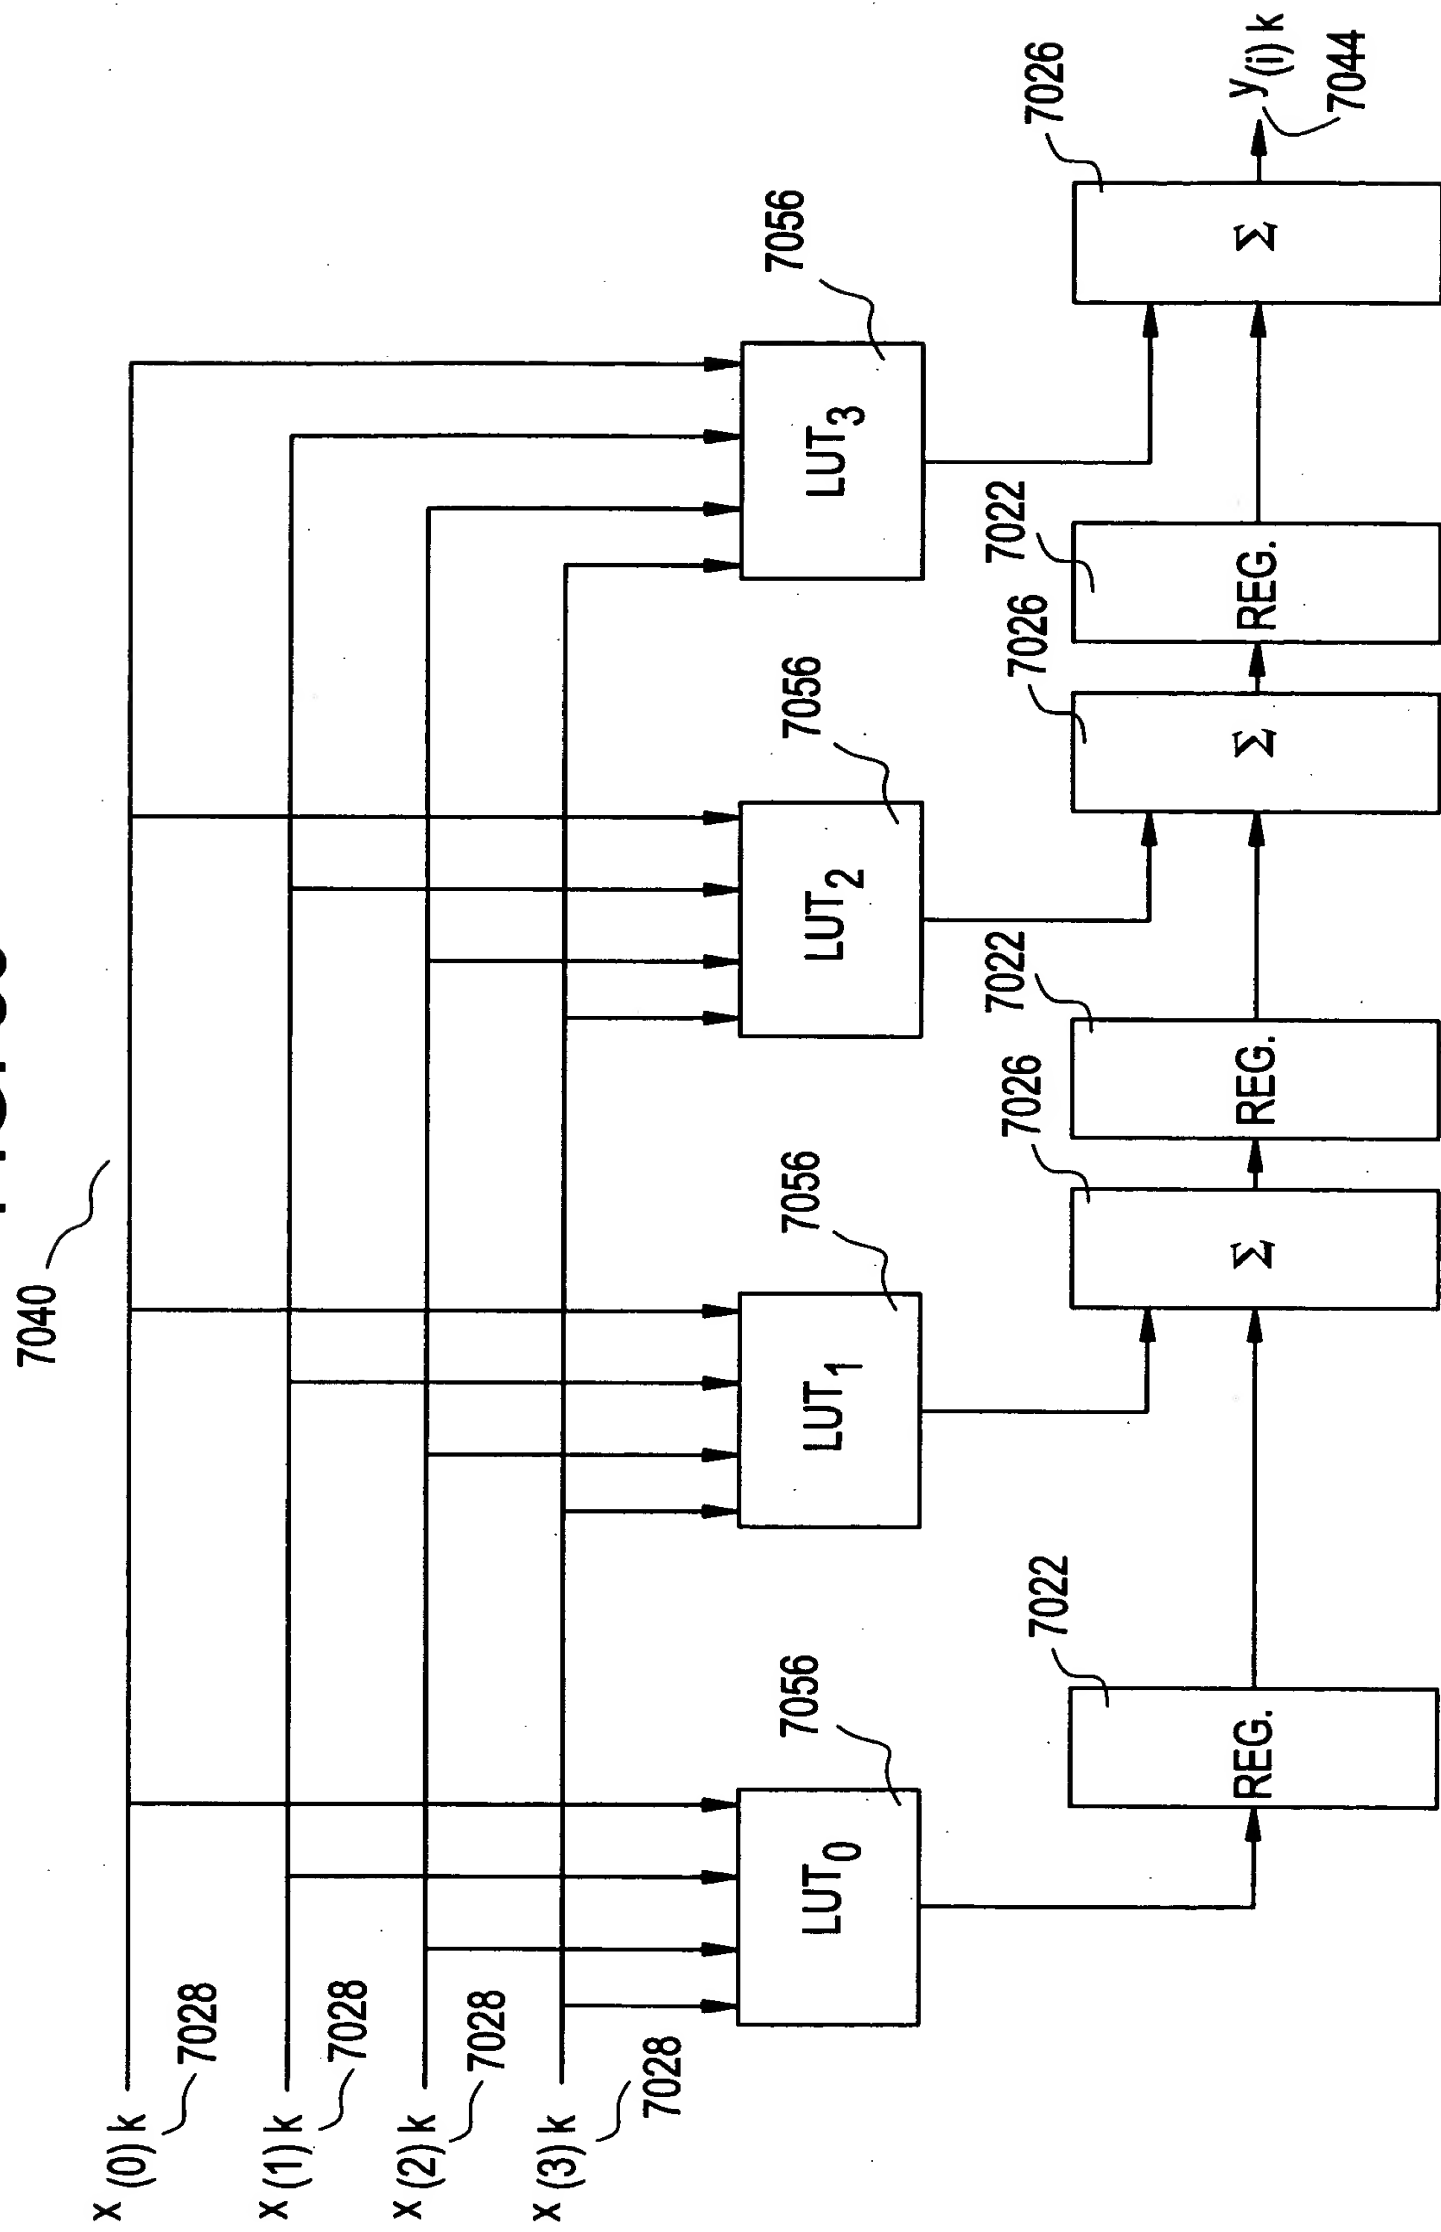 7040
x (0) k
7028
x (1) k
7028
x (2) k
7028
x (3) k
7028
LUT0
7056
LUT1
7056
LUT2
7056
LUT3
7056
REG.
7022
Σ
7026
REG.
7022
Σ
7026
REG.
7022
Σ
7026
y(i) k
7044